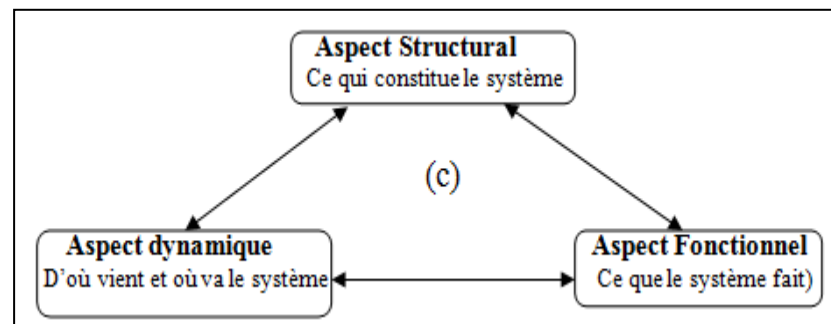 Aspect Structural
Ce qui constitue le système
(c)
Aspect dynamique
D'où vient et où va le système
Aspect Fonctionnel
Ce que le système fait)